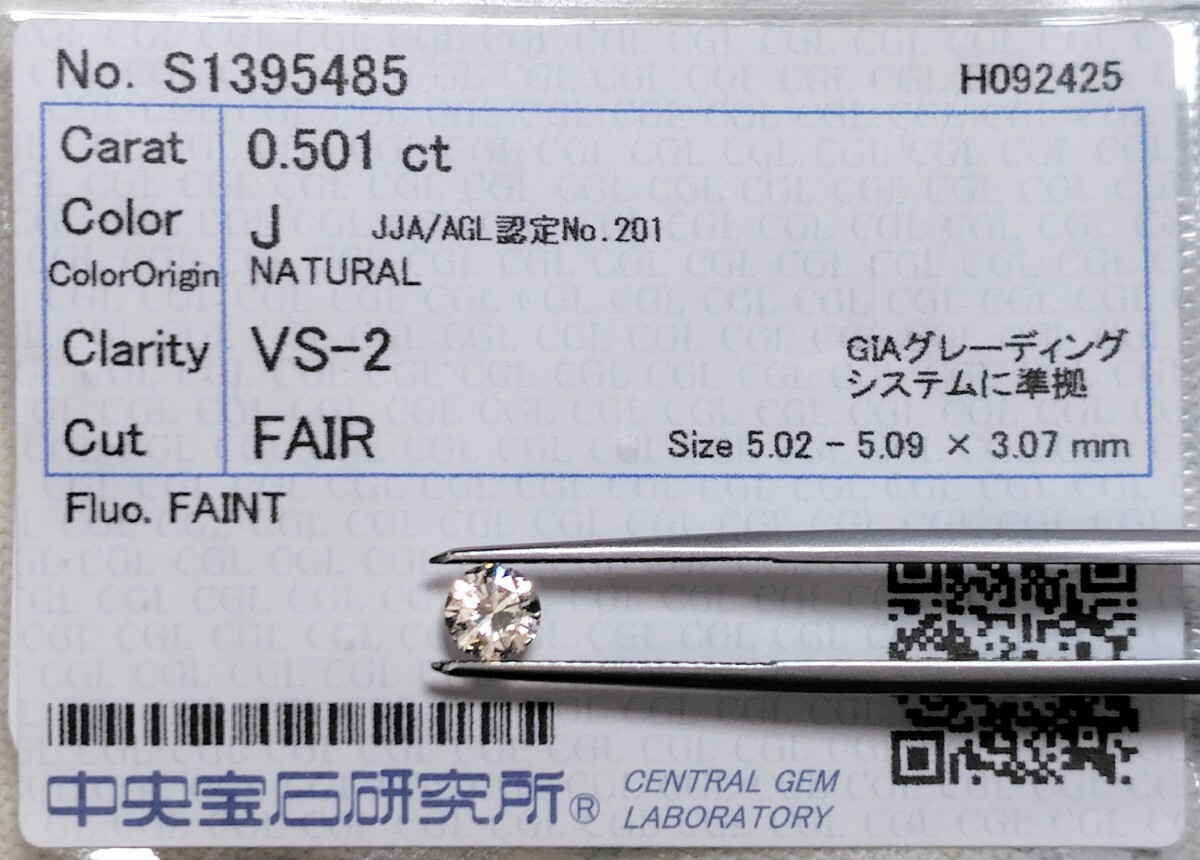 No. S1395485 H092425
Carat 0.501 ct
Color J JJA/AGL認定No.201
ColorOrigin NATURAL
Clarity VS-2 GIAグレーディング
システムに準拠
Cut FAIR Size 5.02 - 5.09 × 3.07 mm
Fluo. FAINT
中央宝石研究所® CENTRAL GEM
LABORATORY